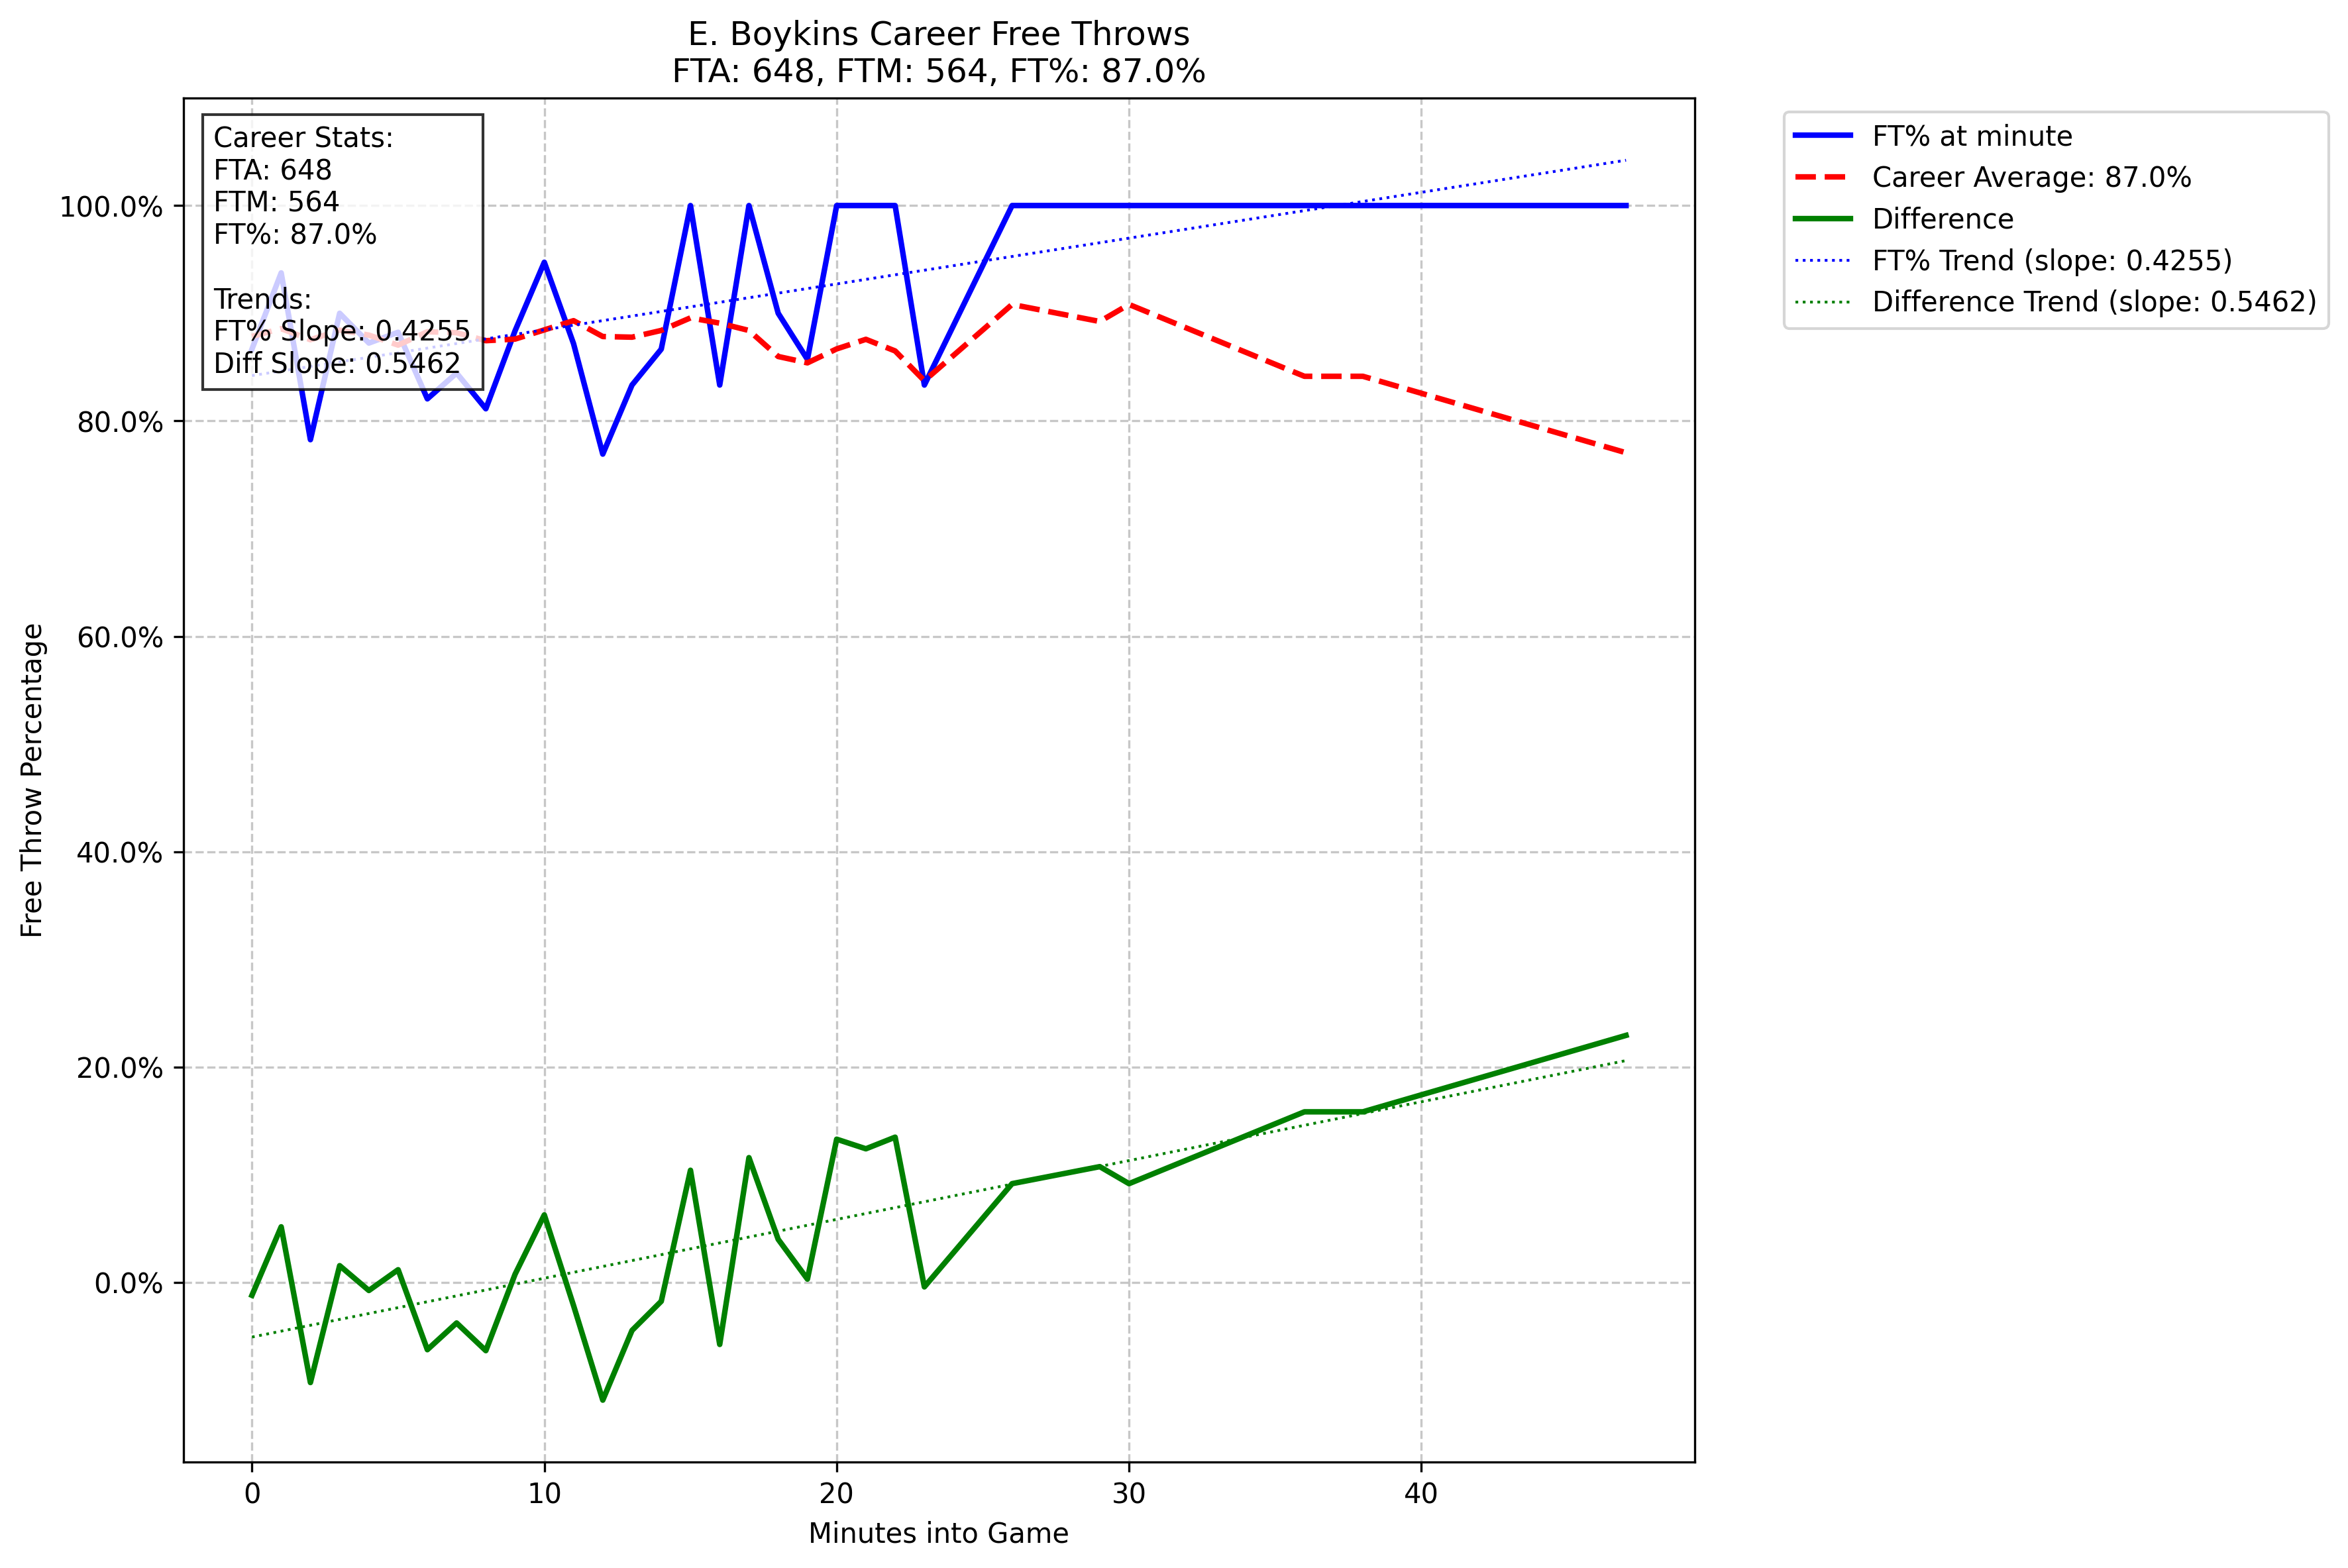 E. Boykins Career Free Throws
FTA: 648, FTM: 564, FT%: 87.0%
Career Stats:
FTA: 648
FTM: 564
FT%: 87.0%
Trends:
FT% Slope: 0.4255
Diff Slope: 0.5462
FT% at minute
Career Average: 87.0%
Difference
FT% Trend (slope: 0.4255)
Difference Trend (slope: 0.5462)
Free Throw Percentage
100.0%
80.0%
60.0%
40.0%
20.0%
0.0%
0 10 20 30 40
Minutes into Game